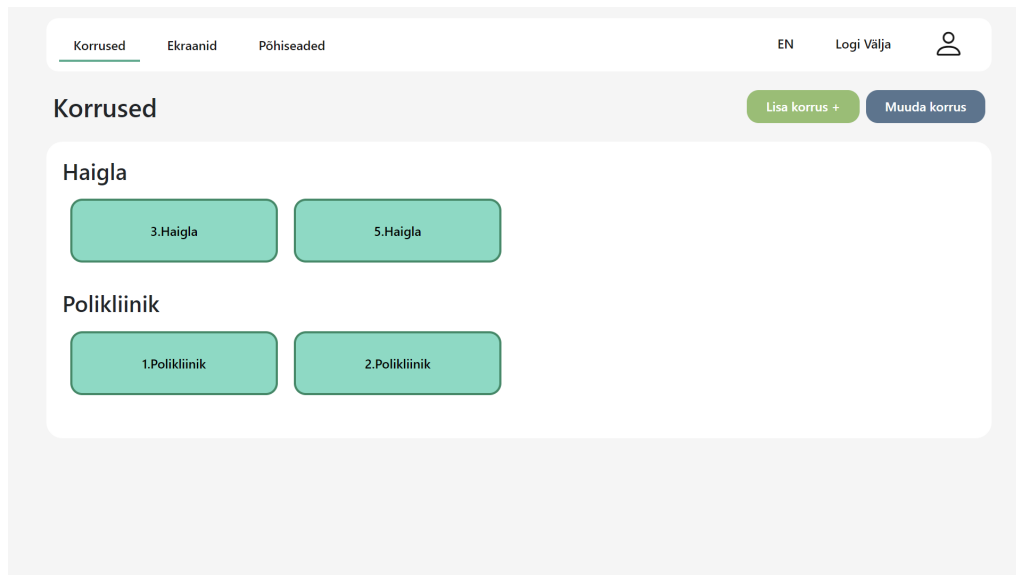 Korrused Ekraanid Põhiseaded EN Logi Välja
Korrused Lisa korrus + Muuda korrus
Haigla
3.Haigla 5.Haigla
Polikliinik
1.Polikliinik 2.Polikliinik